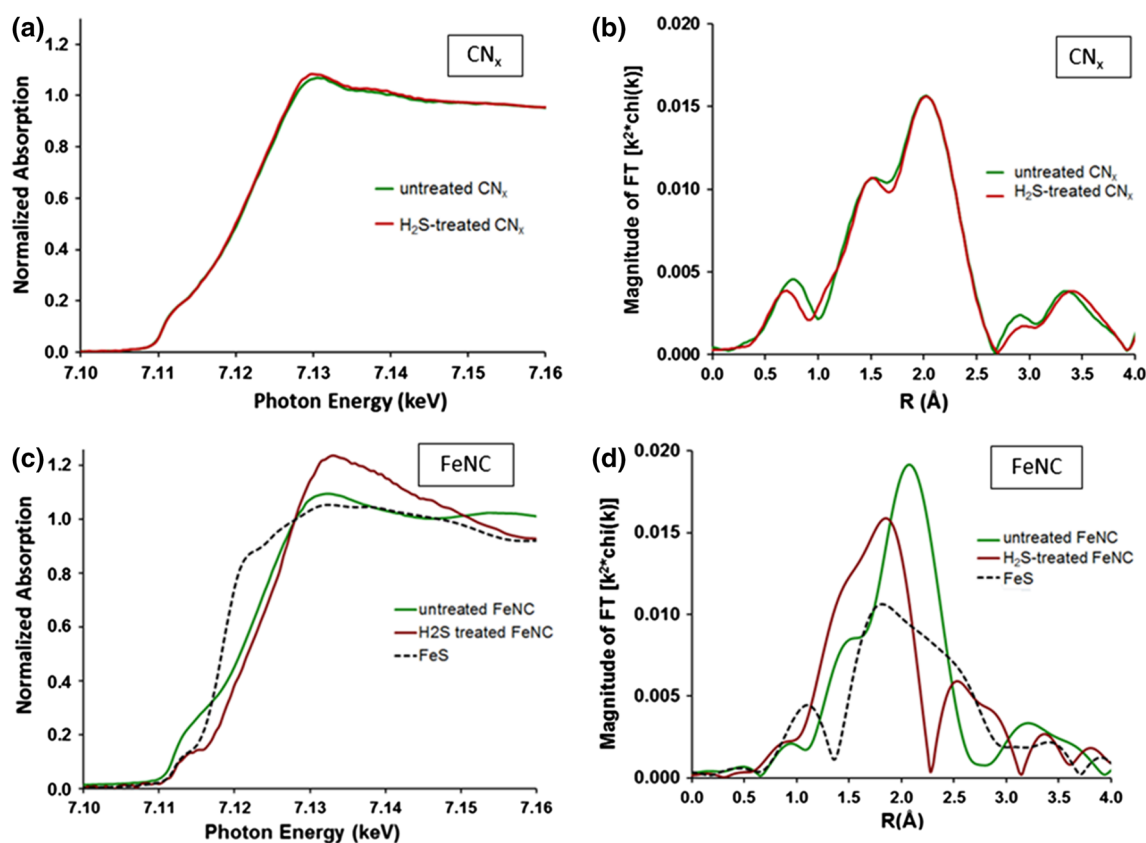 (a)
CNx
Normalized Absorption
1.2
1.0
0.8
0.6
0.4
0.2
0.0
untreated CNx
H2S-treated CNx
7.10 7.11 7.12 7.13 7.14 7.15 7.16
Photon Energy (keV)
(b)
CNx
Magnitude of FT [k²*chi(k)]
0.020
0.015
0.010
0.005
0.000
untreated CNx
H2S-treated CNx
0.0 0.5 1.0 1.5 2.0 2.5 3.0 3.5 4.0
R (Å)
(c)
FeNC
Normalized Absorption
1.2
1.0
0.8
0.6
0.4
0.2
0.0
untreated FeNC
H2S treated FeNC
FeS
7.10 7.11 7.12 7.13 7.14 7.15 7.16
Photon Energy (keV)
(d)
FeNC
Magnitude of FT [k²*chi(k)]
0.020
0.015
0.010
0.005
0.000
untreated FeNC
H2S-treated FeNC
FeS
0.0 0.5 1.0 1.5 2.0 2.5 3.0 3.5 4.0
R(Å)